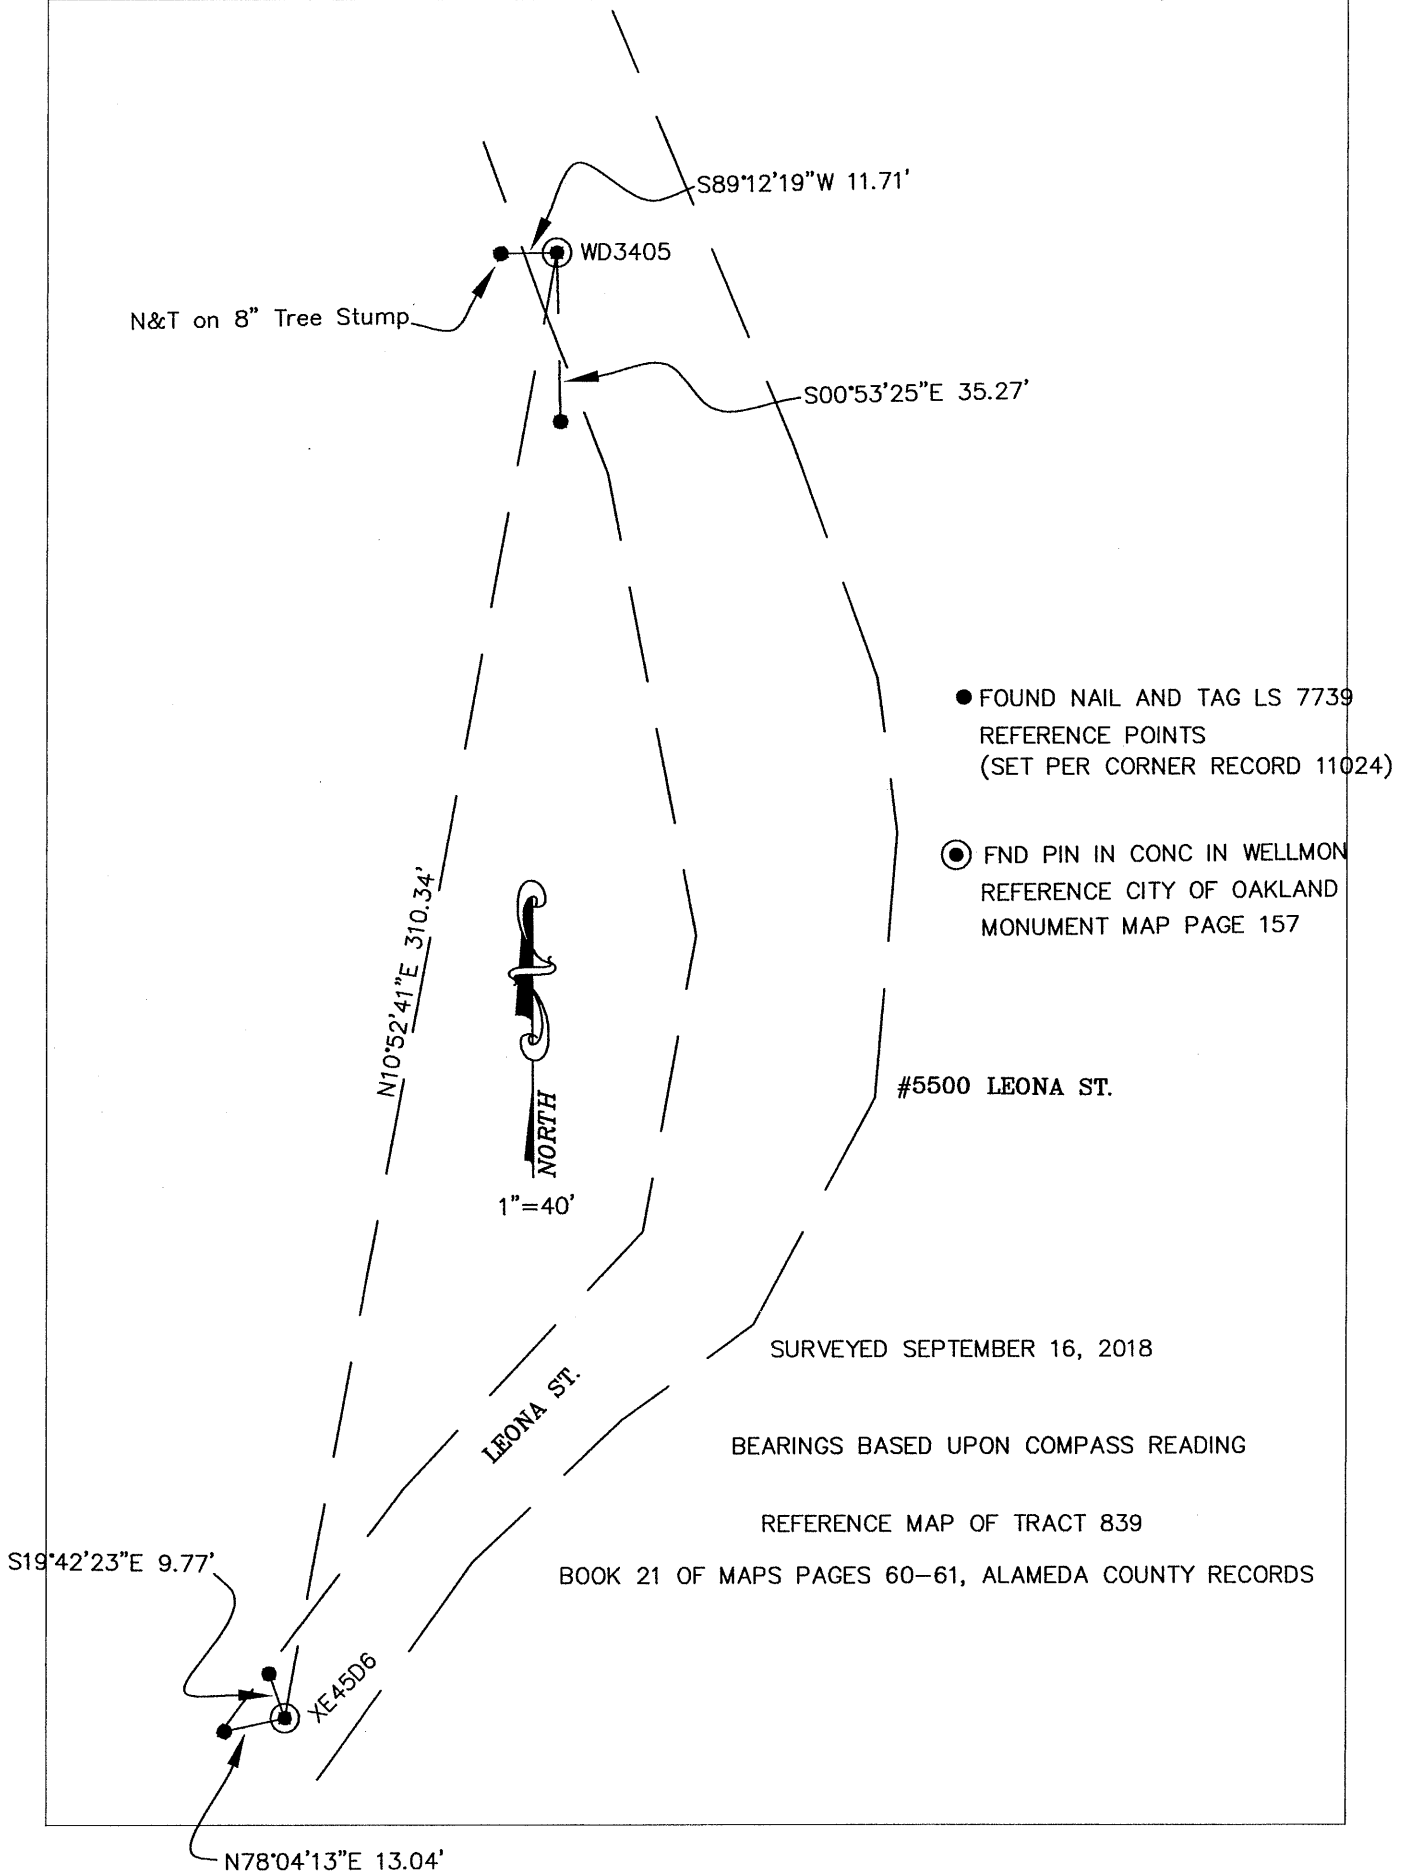 S89°12'19"W 11.71'
WD3405
N&T on 8" Tree Stump
S00°53'25"E 35.27'
FOUND NAIL AND TAG LS 7739
REFERENCE POINTS
(SET PER CORNER RECORD 11024)
FND PIN IN CONC IN WELLMON
REFERENCE CITY OF OAKLAND
MONUMENT MAP PAGE 157
N10°52'41"E 310.34'
NORTH
1"=40'
#5500 LEONA ST.
SURVEYED SEPTEMBER 16, 2018
LEONA ST.
BEARINGS BASED UPON COMPASS READING
REFERENCE MAP OF TRACT 839
BOOK 21 OF MAPS PAGES 60-61, ALAMEDA COUNTY RECORDS
S19°42'23"E 9.77'
XE45D6
N78°04'13"E 13.04'